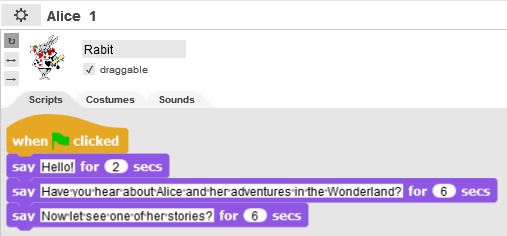 Alice 1
Rabit
draggable
Scripts Costumes Sounds
when clicked
say Hello! for 2 secs
say Have you hear about Alice and her adventures in the Wonderland? for 6 secs
say Now let see one of her stories? for 6 secs